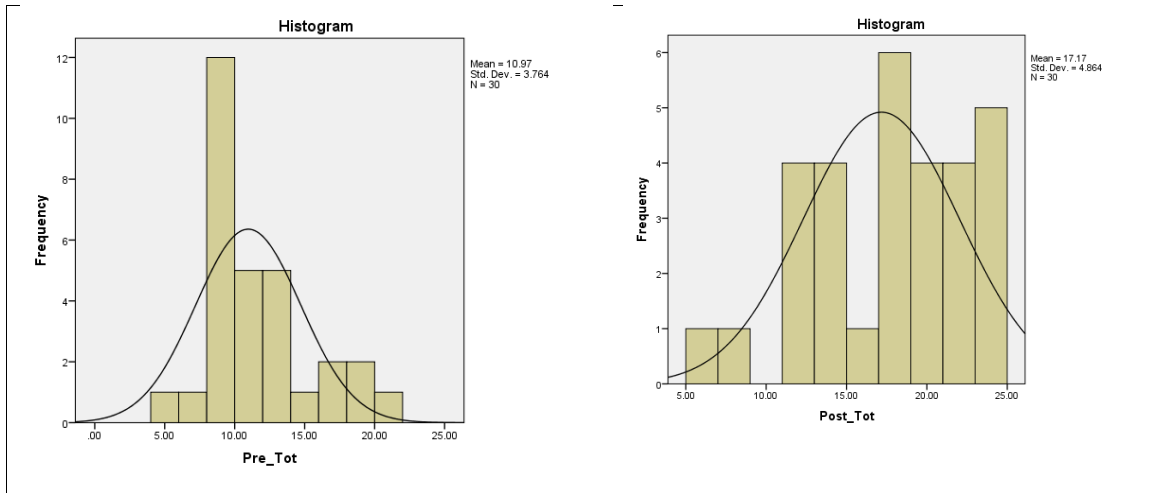 Histogram
Mean = 10.97
Std. Dev. = 3.764
N = 30
12
10
8
6
4
2
0
Frequency
.00
5.00
10.00
15.00
20.00
25.00
Pre_Tot
Histogram
Mean = 17.17
Std. Dev. = 4.864
N = 30
6
5
4
3
2
1
0
Frequency
5.00
10.00
15.00
20.00
25.00
Post_Tot